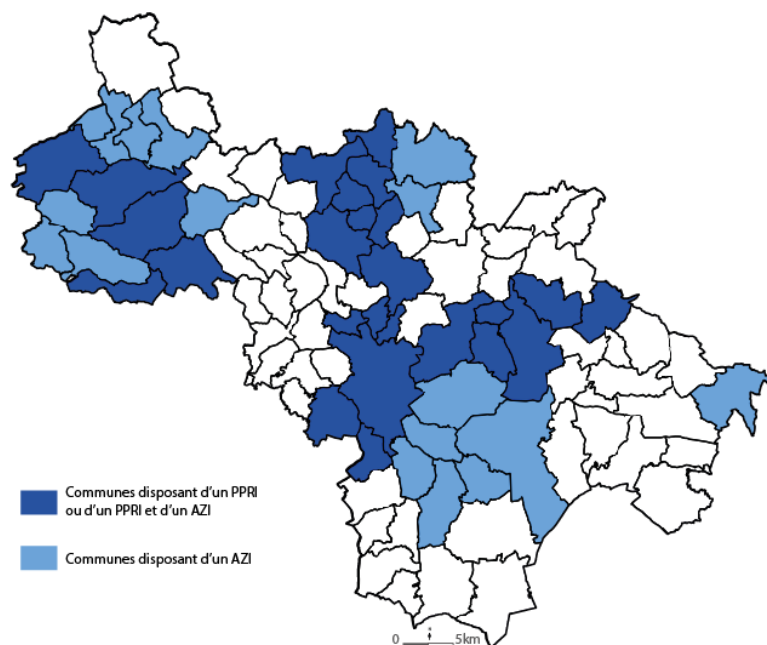 Communes disposant d'un PPRI
ou d'un PPRI et d'un AZI
Communes disposant d'un AZI
0 5km